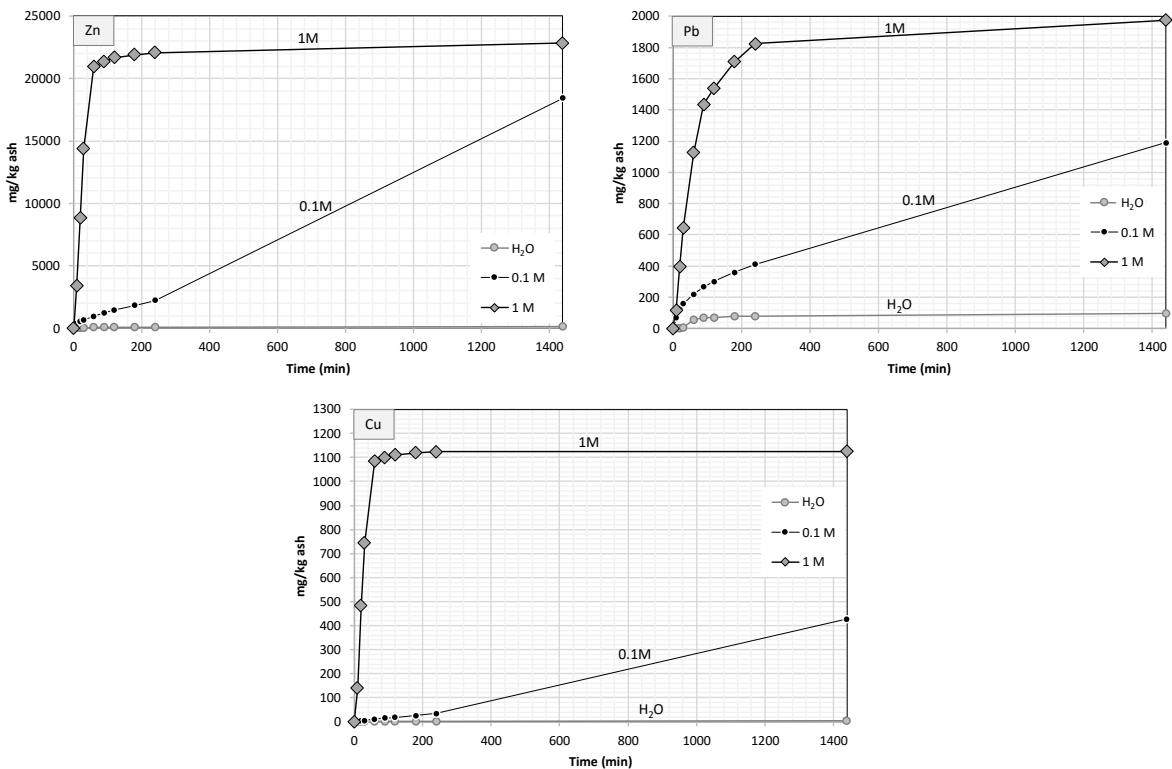 Zn
25000
20000
15000
10000
5000
0
mg/kg ash
1M
0.1M
H₂O
0.1 M
1 M
0 200 400 600 800 1000 1200 1400
Time (min)
Pb
2000
1800
1600
1400
1200
1000
800
600
400
200
0
mg/kg ash
1M
0.1M
H₂O
H₂O
0.1 M
1 M
0 200 400 600 800 1000 1200 1400
Time (min)
Cu
1300
1200
1100
1000
900
800
700
600
500
400
300
200
100
0
mg/kg ash
1M
0.1M
H₂O
H₂O
0.1 M
1 M
0 200 400 600 800 1000 1200 1400
Time (min)